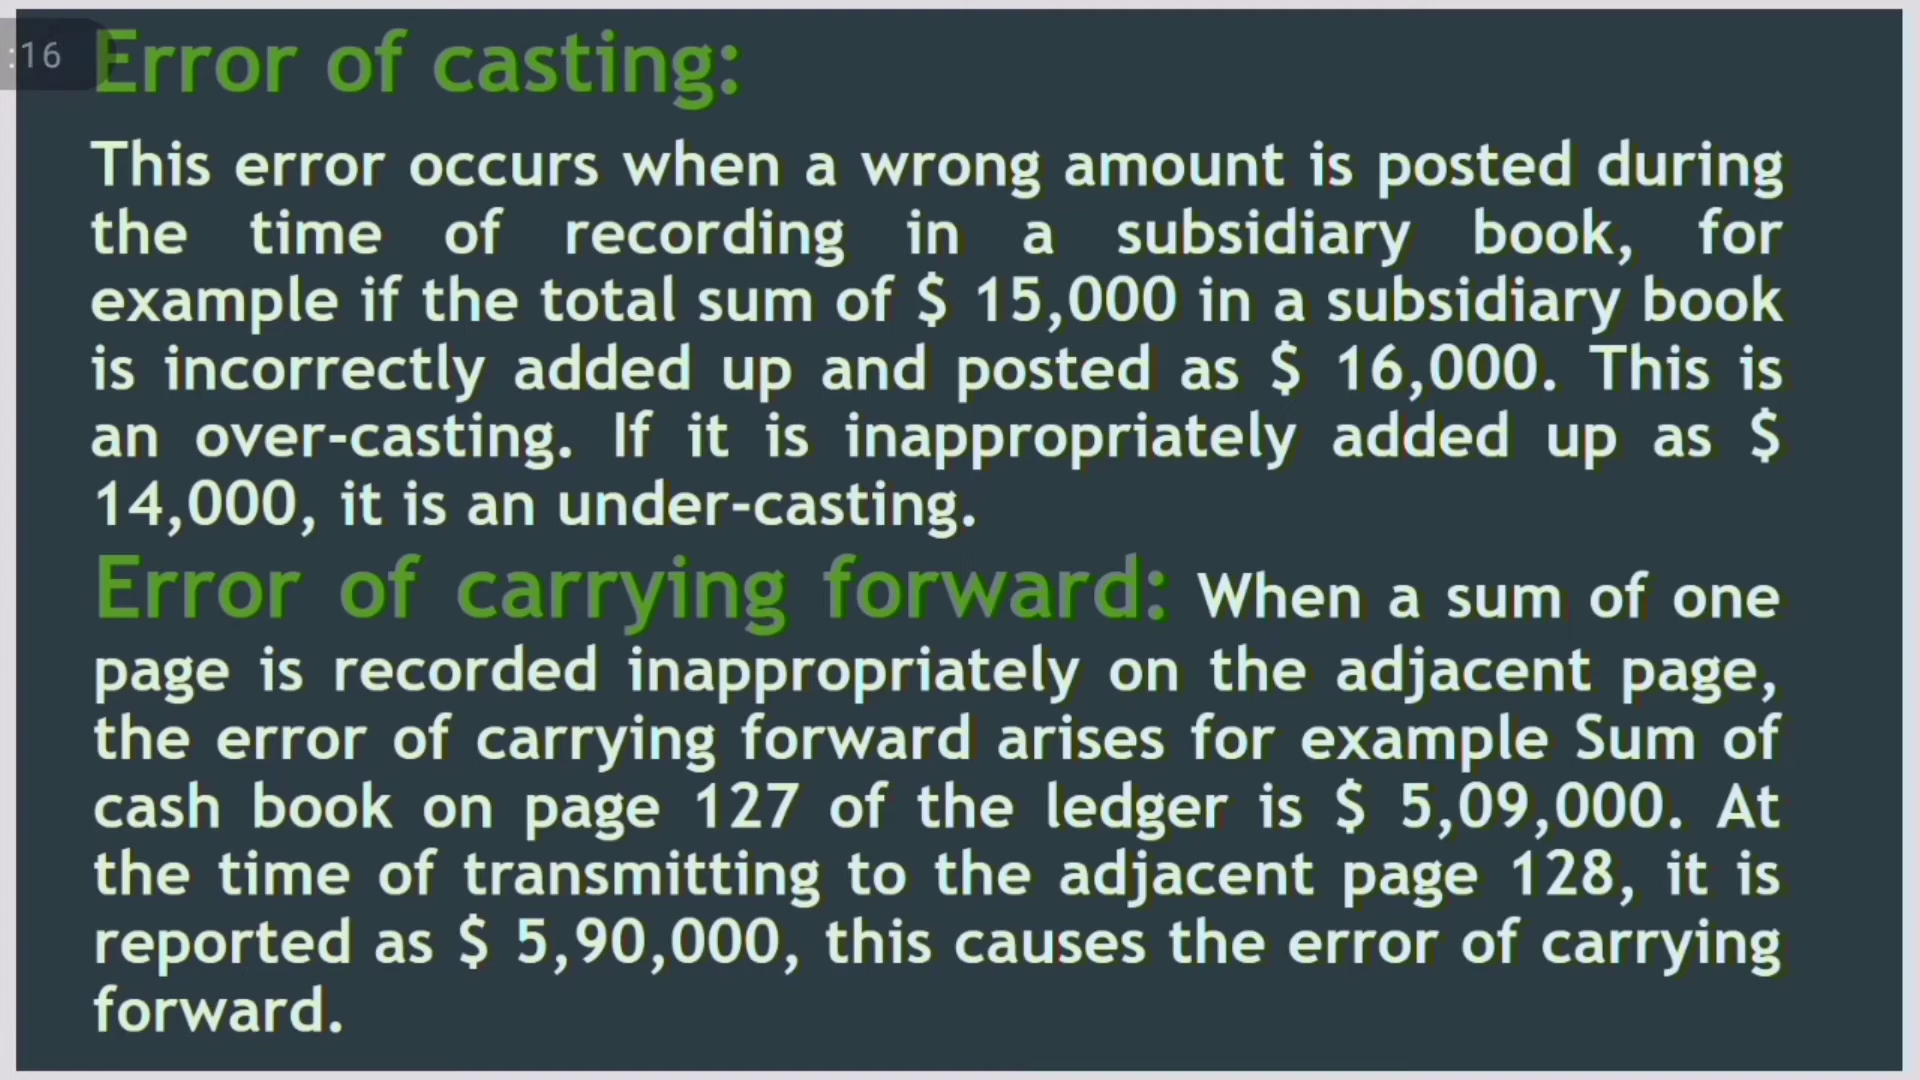 :16
Error of casting:
This error occurs when a wrong amount is posted during
the time of recording in a subsidiary book, for
example if the total sum of $ 15,000 in a subsidiary book
is incorrectly added up and posted as $ 16,000. This is
an over-casting. If it is inappropriately added up as $
14,000, it is an under-casting.
Error of carrying forward: When a sum of one
page is recorded inappropriately on the adjacent page,
the error of carrying forward arises for example Sum of
cash book on page 127 of the ledger is $ 5,09,000. At
the time of transmitting to the adjacent page 128, it is
reported as $ 5,90,000, this causes the error of carrying
forward.